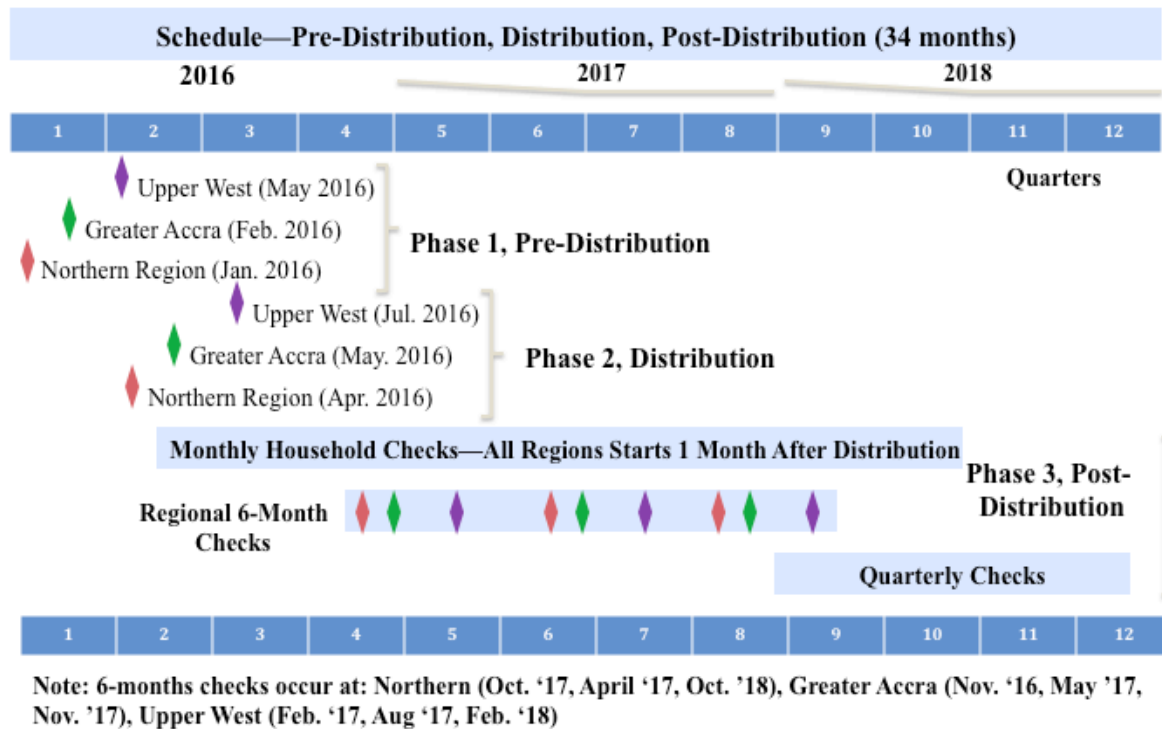 Schedule—Pre-Distribution, Distribution, Post-Distribution (34 months)
2016
2017
2018
1 2 3 4 5 6 7 8 9 10 11 12
Quarters
Upper West (May 2016)
Greater Accra (Feb. 2016)
Phase 1, Pre-Distribution
Northern Region (Jan. 2016)
Upper West (Jul. 2016)
Greater Accra (May. 2016)
Phase 2, Distribution
Northern Region (Apr. 2016)
Monthly Household Checks—All Regions Starts 1 Month After Distribution
Phase 3, Post-
Distribution
Regional 6-Month
Checks
Quarterly Checks
1 2 3 4 5 6 7 8 9 10 11 12
Note: 6-months checks occur at: Northern (Oct. ‘17, April ‘17, Oct. ’18), Greater Accra (Nov. ‘16, May ’17,
Nov. ’17), Upper West (Feb. ‘17, Aug ‘17, Feb. ‘18)